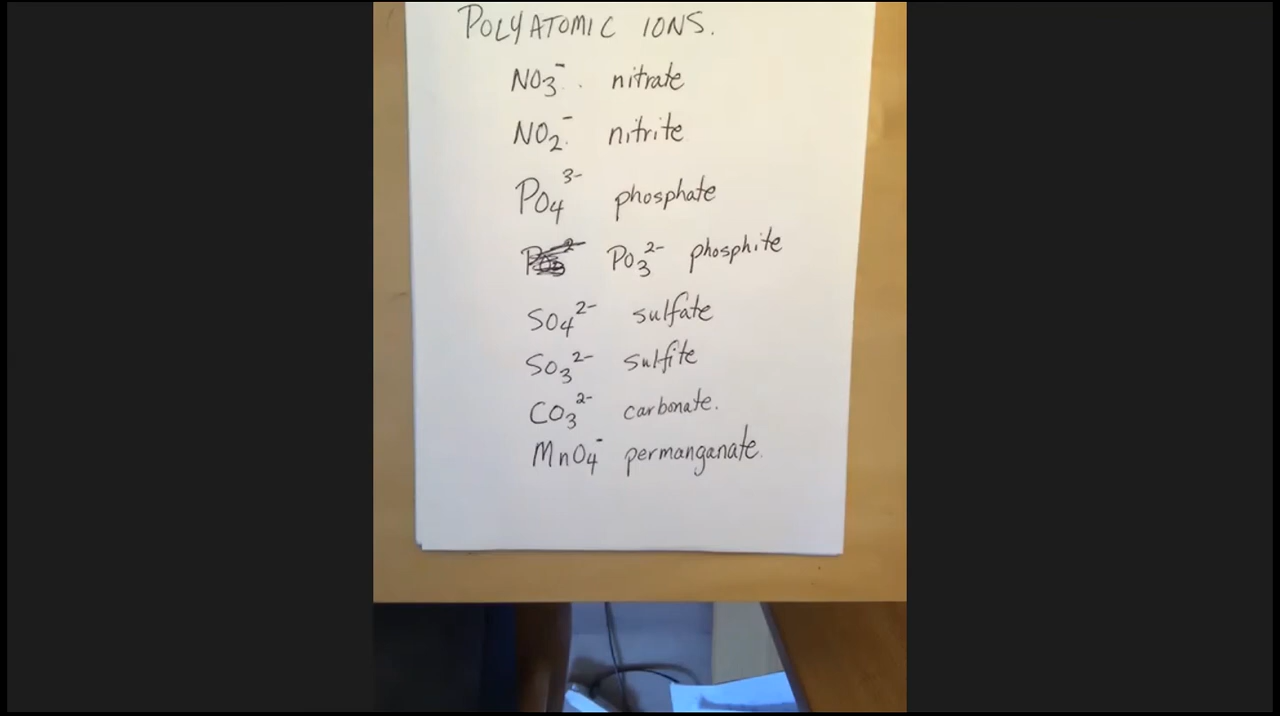 POLYATOMIC IONS.
NO₃⁻ . nitrate
NO₂⁻ nitrite
PO₄³⁻ phosphate
PO₃²⁻ phosphite
SO₄²⁻ sulfate
SO₃²⁻ sulfite
CO₃²⁻ carbonate.
MnO₄⁻ permanganate.